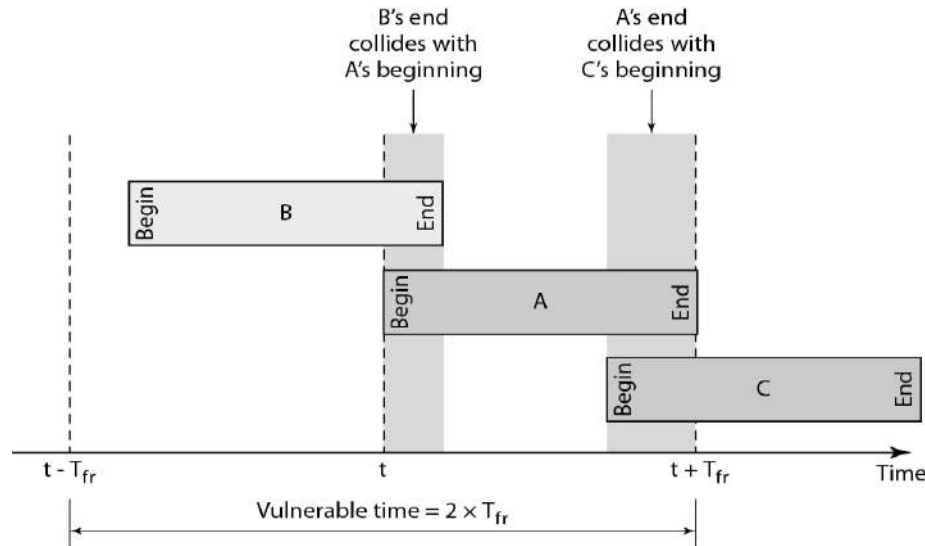 B's end
collides with
A's beginning
A's end
collides with
C's beginning
Begin
B
End
Begin
A
End
Begin
C
End
t - Tfr
t
t + Tfr
Time
Vulnerable time = 2 × Tfr